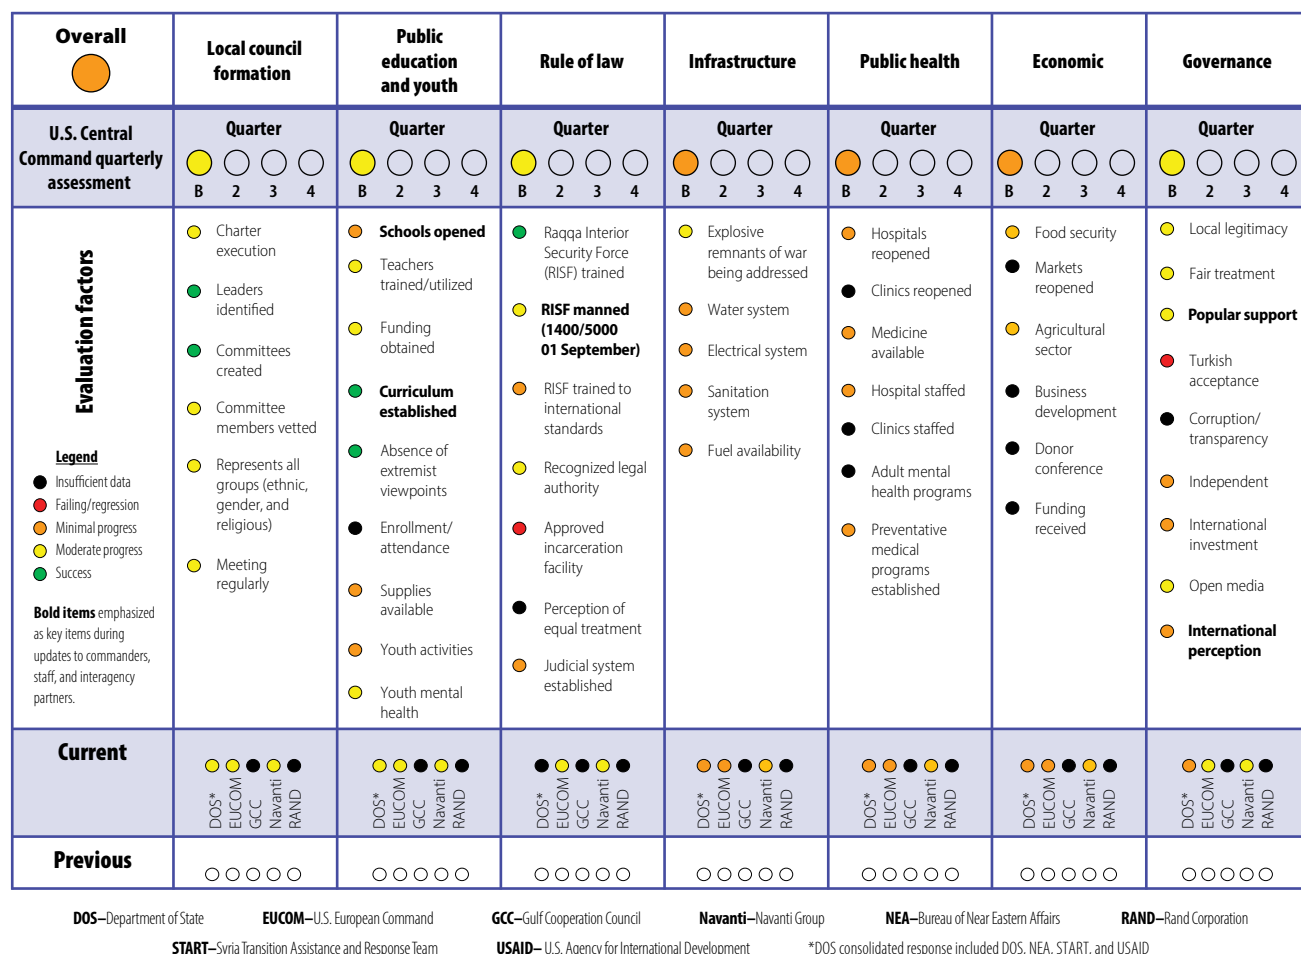 Overall
Local council
formation
Public
education
and youth
Rule of law
Infrastructure
Public health
Economic
Governance
U.S. Central
Command quarterly
assessment
Quarter
B 2 3 4
Quarter
B 2 3 4
Quarter
B 2 3 4
Quarter
B 2 3 4
Quarter
B 2 3 4
Quarter
B 2 3 4
Quarter
B 2 3 4
Evaluation factors
Legend
Insufficient data
Failing/regression
Minimal progress
Moderate progress
Success
Bold items emphasized
as key items during
updates to commanders,
staff, and interagency
partners.
Charter
execution
Leaders
identified
Committees
created
Committee
members vetted
Represents all
groups (ethnic,
gender, and
religious)
Meeting
regularly
Schools opened
Teachers
trained/utilized
Funding
obtained
Curriculum
established
Absence of
extremist
viewpoints
Enrollment/
attendance
Supplies
available
Youth activities
Youth mental
health
Raqqa Interior
Security Force
(RISF) trained
RISF manned
(1400/5000
01 September)
RISF trained to
international
standards
Recognized legal
authority
Approved
incarceration
facility
Perception of
equal treatment
Judicial system
established
Explosive
remnants of war
being addressed
Water system
Electrical system
Sanitation
system
Fuel availability
Hospitals
reopened
Clinics reopened
Medicine
available
Hospital staffed
Clinics staffed
Adult mental
health programs
Preventative
medical
programs
established
Food security
Markets
reopened
Agricultural
sector
Business
development
Donor
conference
Funding
received
Local legitimacy
Fair treatment
Popular support
Turkish
acceptance
Corruption/
transparency
Independent
International
investment
Open media
International
perception
Current
DOS*
EUCOM
GCC
Navanti
RAND
DOS*
EUCOM
GCC
Navanti
RAND
DOS*
EUCOM
GCC
Navanti
RAND
DOS*
EUCOM
GCC
Navanti
RAND
DOS*
EUCOM
GCC
Navanti
RAND
DOS*
EUCOM
GCC
Navanti
RAND
DOS*
EUCOM
GCC
Navanti
RAND
Previous
DOS–Department of State EUCOM–U.S. European Command GCC–Gulf Cooperation Council Navanti–Navanti Group NEA–Bureau of Near Eastern Affairs RAND–Rand Corporation
START–Syria Transition Assistance and Response Team USAID– U.S. Agency for International Development *DOS consolidated response included DOS, NEA, START, and USAID